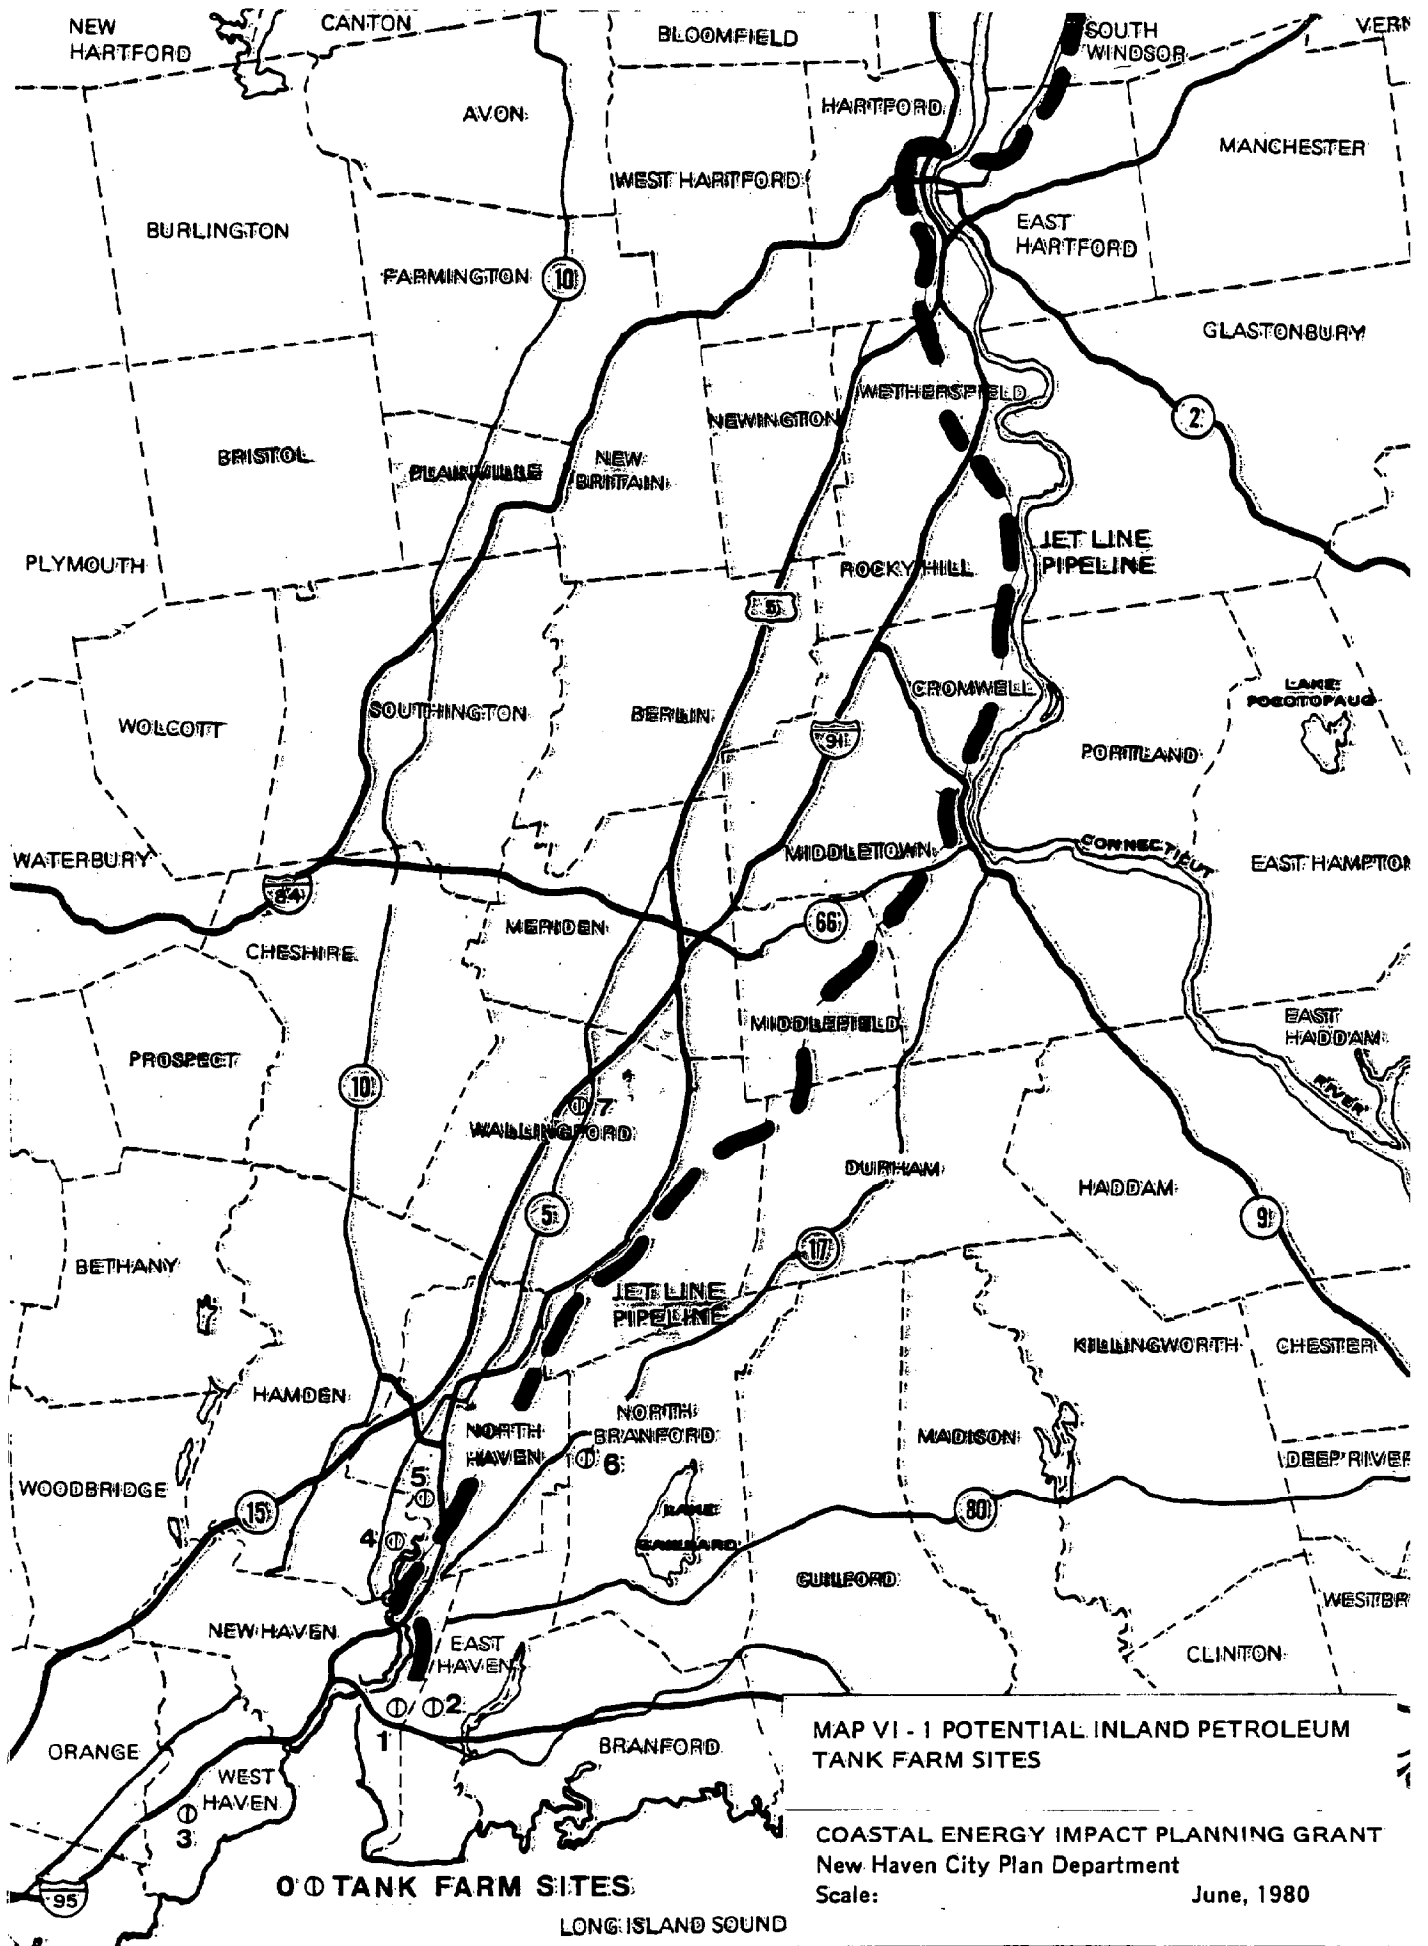 NEW
HARTFORD
CANTON
BLOOMFIELD
SOUTH
WINDSOR
VERN
AVON
HARTFORD
MANCHESTER
WEST HARTFORD
BURLINGTON
EAST
HARTFORD
FARMINGTON
10
GLASTONBURY
WETHERSFIELD
NEWINGTON
2
BRISTOL
PLAINVILLE
NEW
BRITAIN
JET LINE
PIPELINE
PLYMOUTH
ROCKY HILL
5
CROMWELL
LAKE
POCOTOPAUG
WOLCOTT
SOUTHINGTON
BERLIN
91
PORTLAND
WATERBURY
MIDDLETOWN
CONNECTICUT
EAST HAMPTON
84
66
CHESHIRE
MERIDEN
MIDDLEFIELD
EAST
HADDAM
PROSPECT
10
RIVER
7
WALLINGFORD
DURHAM
HADDAM
5
9
17
BETHANY
JET LINE
PIPELINE
KILLINGWORTH
CHESTER
HAMDEN
NORTH
HAVEN
NORTH
BRANFORD
MADISON
DEEP RIVER
6
5
WOODBRIDGE
15
LAKE
GAILLARD
80
4
GUILFORD
WESTBR
NEW HAVEN
EAST
HAVEN
CLINTON
2
1
ORANGE
BRANFORD
WEST
HAVEN
3
MAP VI - 1 POTENTIAL INLAND PETROLEUM
TANK FARM SITES
COASTAL ENERGY IMPACT PLANNING GRANT
New Haven City Plan Department
Scale: June, 1980
95
TANK FARM SITES
LONG ISLAND SOUND